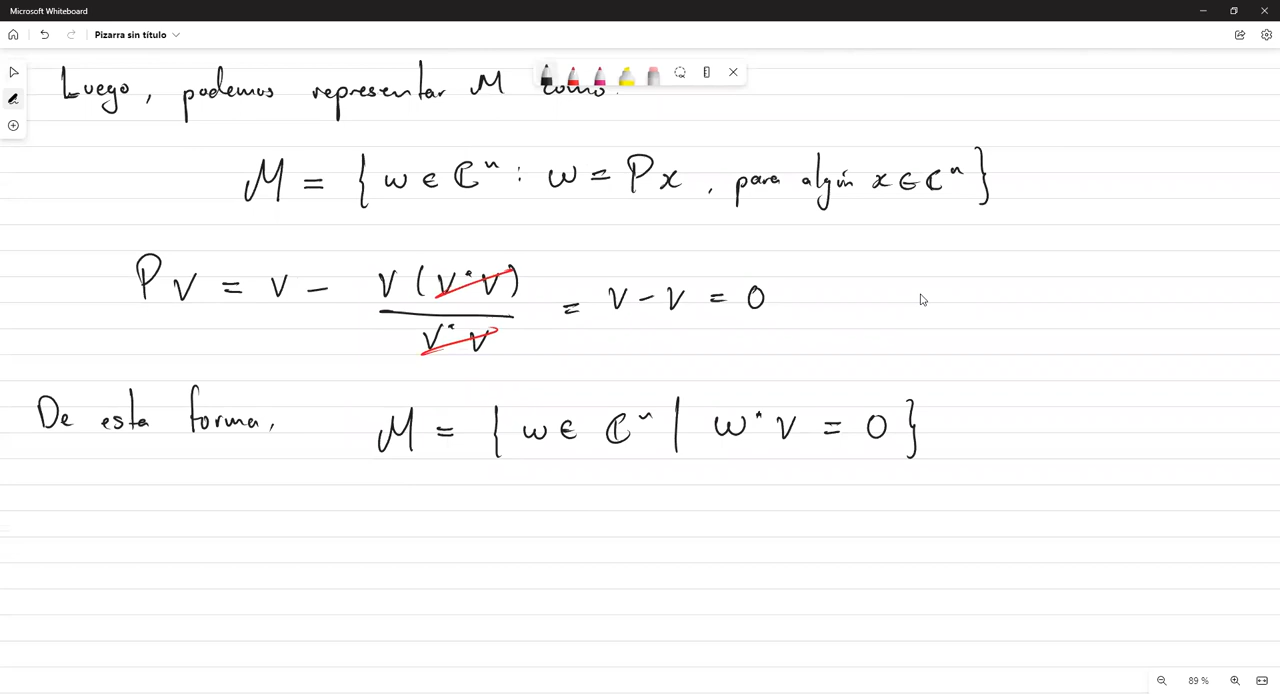 Microsoft Whiteboard
Pizarra sin título
Luego, podemos representar M como:
M = { w ∈ ℂⁿ : w = Px , para algún x ∈ ℂⁿ }
Pv = v - v(v*v) / v*v = v - v = 0
De esta forma, M = { w ∈ ℂⁿ | w*v = 0 }
89 %